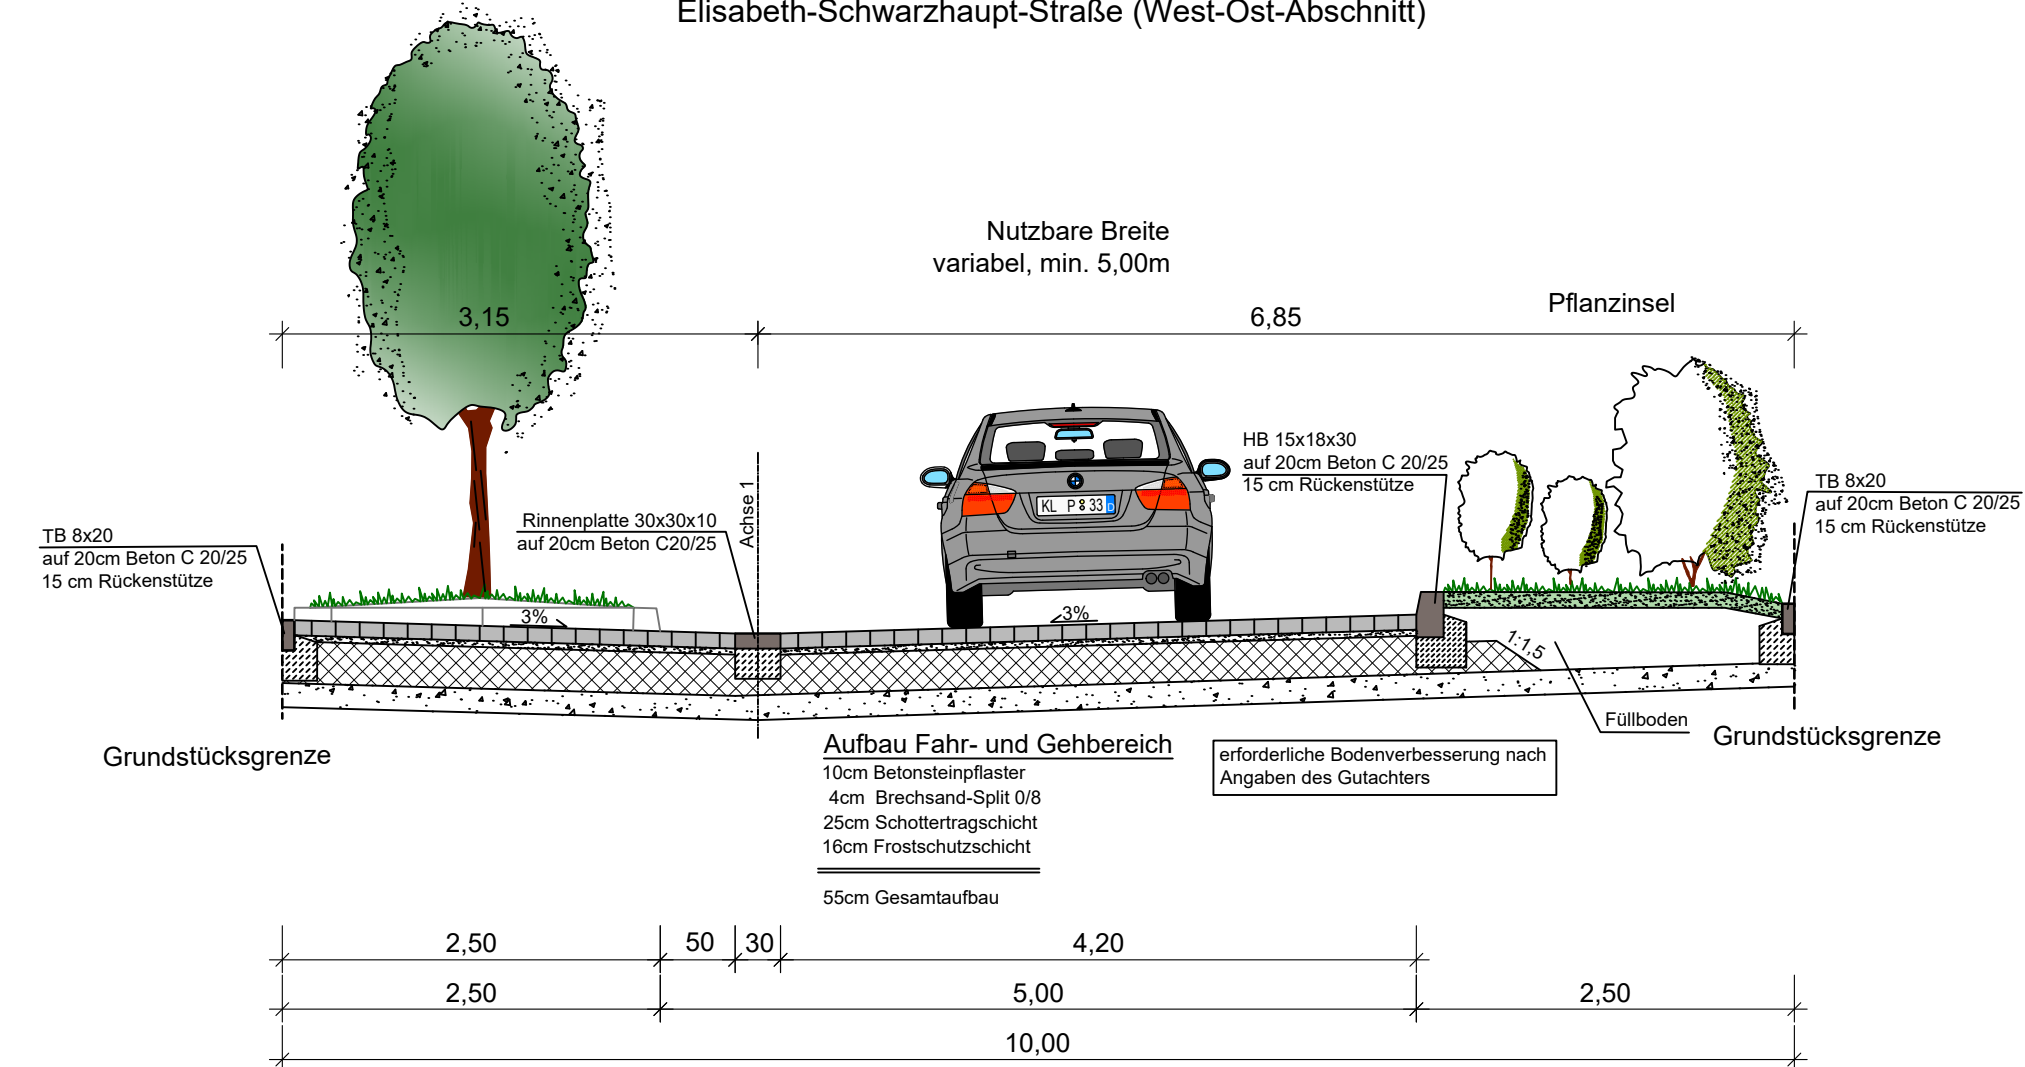 Elisabeth-Schwarzhaupt-Straße (West-Ost-Abschnitt)
Nutzbare Breite
variabel, min. 5,00m
Pflanzinsel
3,15
6,85
HB 15x18x30
auf 20cm Beton C 20/25
15 cm Rückenstütze
TB 8x20
auf 20cm Beton C 20/25
15 cm Rückenstütze
Achse 1
Rinnenplatte 30x30x10
auf 20cm Beton C20/25
TB 8x20
auf 20cm Beton C 20/25
15 cm Rückenstütze
KL P 33 D
3%
3%
1:1,5
Füllboden
Grundstücksgrenze
Grundstücksgrenze
Aufbau Fahr- und Gehbereich
10cm Betonsteinpflaster
4cm Brechsand-Split 0/8
25cm Schottertragschicht
16cm Frostschutzschicht
55cm Gesamtaufbau
erforderliche Bodenverbesserung nach
Angaben des Gutachters
2,50
50
30
4,20
2,50
5,00
2,50
10,00